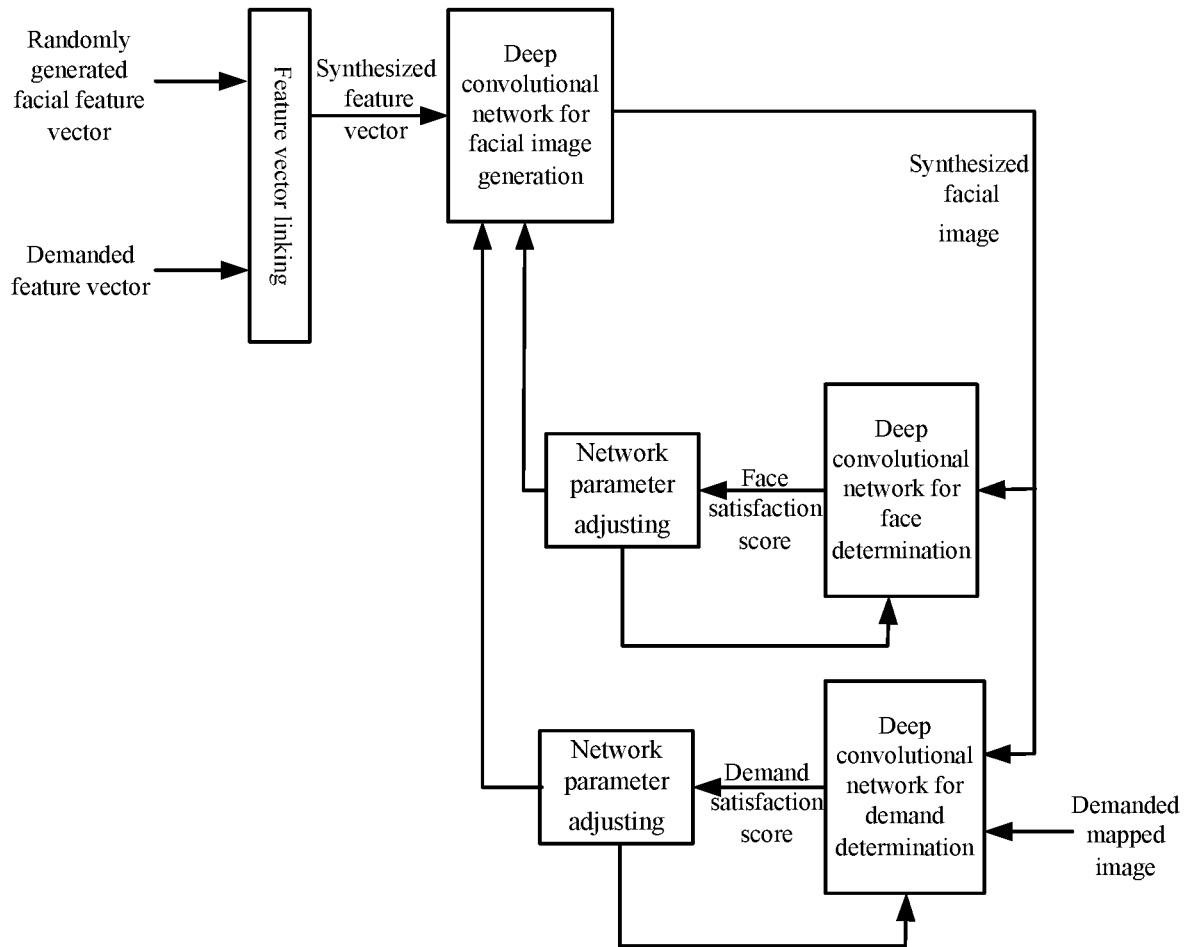 Randomly
generated
facial feature
vector
Demanded
feature vector
Feature vector linking
Synthesized
feature
vector
Deep
convolutional
network for
facial image
generation
Synthesized
facial
image
Network
parameter
adjusting
Face
satisfaction
score
Deep
convolutional
network for
face
determination
Network
parameter
adjusting
Demand
satisfaction
score
Deep
convolutional
network for
demand
determination
Demanded
mapped
image